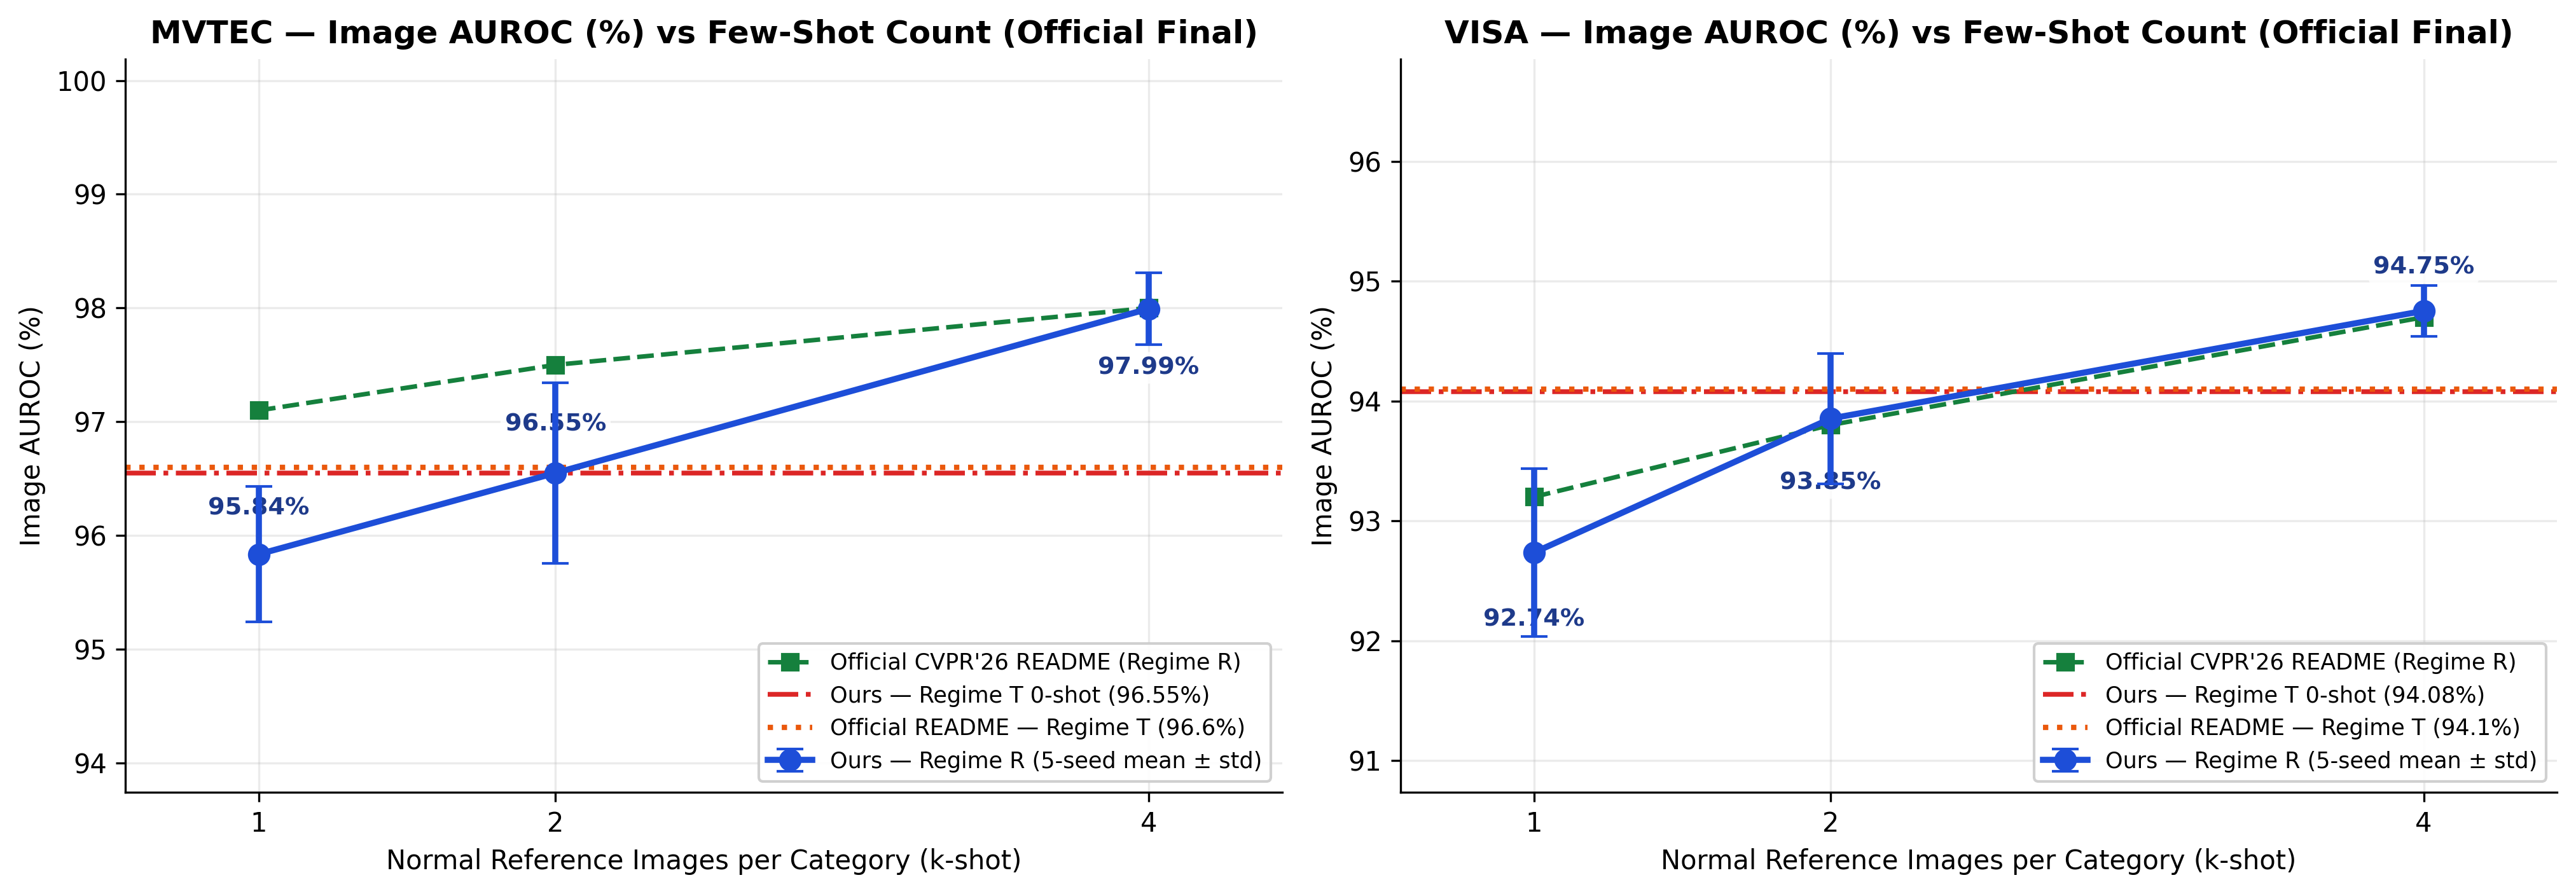 MVTEC — Image AUROC (%) vs Few-Shot Count (Official Final)
Image AUROC (%)
100
99
98
97
96
95
94
95.84%
96.55%
97.99%
Official CVPR'26 README (Regime R)
Ours — Regime T 0-shot (96.55%)
Official README — Regime T (96.6%)
Ours — Regime R (5-seed mean ± std)
1
2
4
Normal Reference Images per Category (k-shot)
VISA — Image AUROC (%) vs Few-Shot Count (Official Final)
Image AUROC (%)
96
95
94
93
92
91
92.74%
93.85%
94.75%
Official CVPR'26 README (Regime R)
Ours — Regime T 0-shot (94.08%)
Official README — Regime T (94.1%)
Ours — Regime R (5-seed mean ± std)
1
2
4
Normal Reference Images per Category (k-shot)